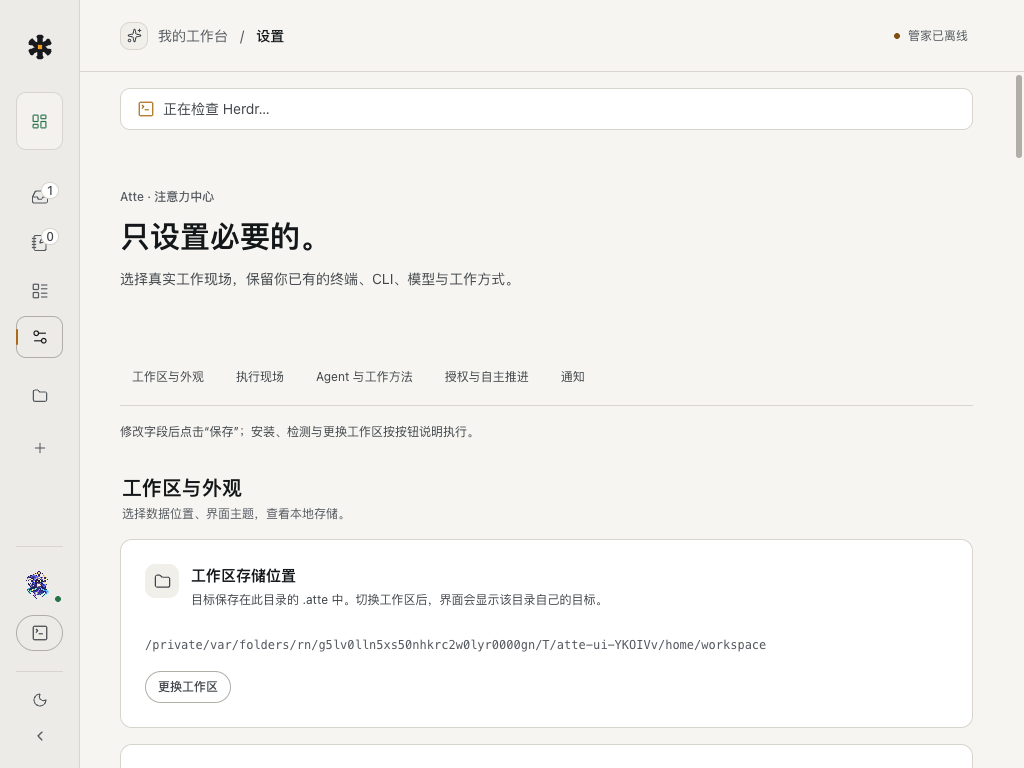 我的工作台 / 设置
管家已离线
正在检查 Herdr...
1
0
Atte · 注意力中心
只设置必要的。
选择真实工作现场，保留你已有的终端、CLI、模型与工作方式。
工作区与外观
执行现场
Agent 与工作方法
授权与自主推进
通知
修改字段后点击“保存”；安装、检测与更换工作区按按钮说明执行。
工作区与外观
选择数据位置、界面主题，查看本地存储。
工作区存储位置
目标保存在此目录的 .atte 中。切换工作区后，界面会显示该目录自己的目标。
/private/var/folders/rn/g5lv0lln5xs50nhkrc2w0lyr0000gn/T/atte-ui-YKOIVv/home/workspace
更换工作区